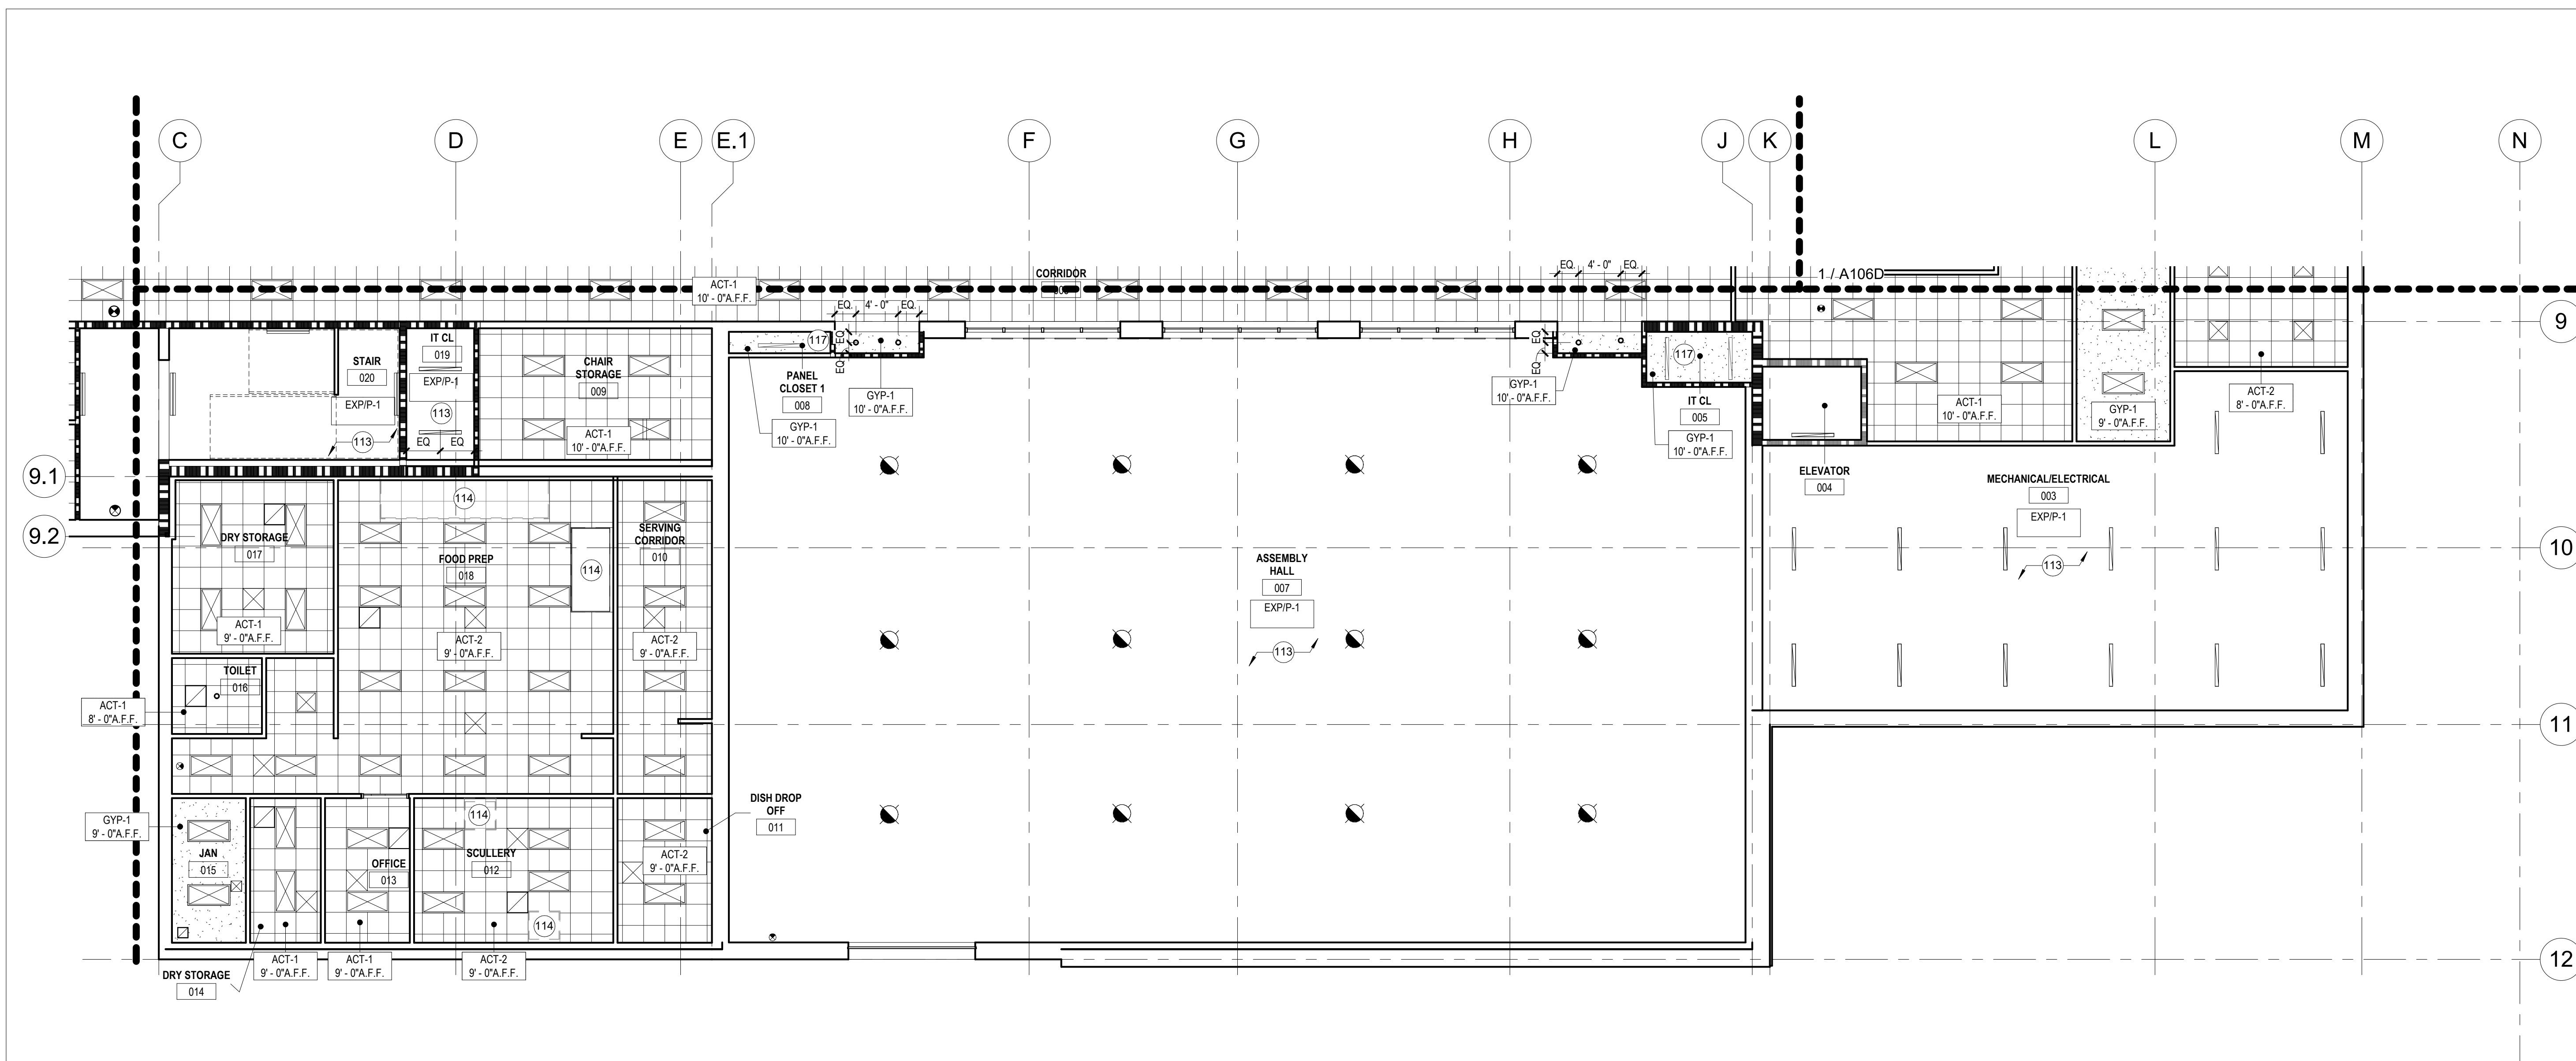 C
D
E
E.1
F
G
H
J
K
L
M
N
9
10
11
12
9.1
9.2
1 / A106D
CORRIDOR
ACT-1
10' - 0"A.F.F.
EQ.
4' - 0"
EQ.
EQ.
4' - 0"
EQ.
EQ
EQ
EQ
EQ
STAIR
020
EXP/P-1
113
IT CL
019
EXP/P-1
113
EQ
EQ
CHAIR
STORAGE
009
ACT-1
10' - 0"A.F.F.
117
PANEL
CLOSET 1
008
GYP-1
10' - 0"A.F.F.
GYP-1
10' - 0"A.F.F.
GYP-1
10' - 0"A.F.F.
117
IT CL
005
GYP-1
10' - 0"A.F.F.
ELEVATOR
004
ACT-1
10' - 0"A.F.F.
GYP-1
9' - 0"A.F.F.
ACT-2
8' - 0"A.F.F.
MECHANICAL/ELECTRICAL
003
EXP/P-1
113
DRY STORAGE
017
ACT-1
9' - 0"A.F.F.
114
FOOD PREP
018
114
ACT-2
9' - 0"A.F.F.
SERVING
CORRIDOR
010
ACT-2
9' - 0"A.F.F.
ASSEMBLY
HALL
007
EXP/P-1
113
TOILET
016
ACT-1
8' - 0"A.F.F.
GYP-1
9' - 0"A.F.F.
JAN
015
OFFICE
013
114
SCULLERY
012
114
DISH DROP
OFF
011
ACT-2
9' - 0"A.F.F.
DRY STORAGE
014
ACT-1
9' - 0"A.F.F.
ACT-1
9' - 0"A.F.F.
ACT-2
9' - 0"A.F.F.